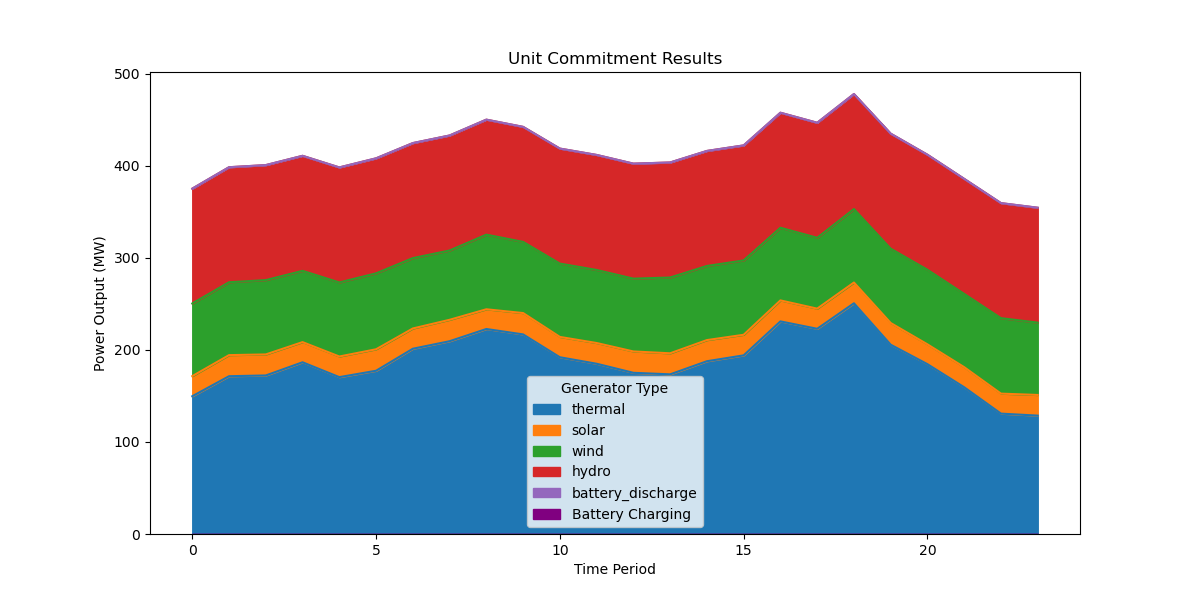 Unit Commitment Results
Power Output (MW)
500
400
300
200
100
0
Generator Type
thermal
solar
wind
hydro
battery_discharge
Battery Charging
0 5 10 15 20
Time Period